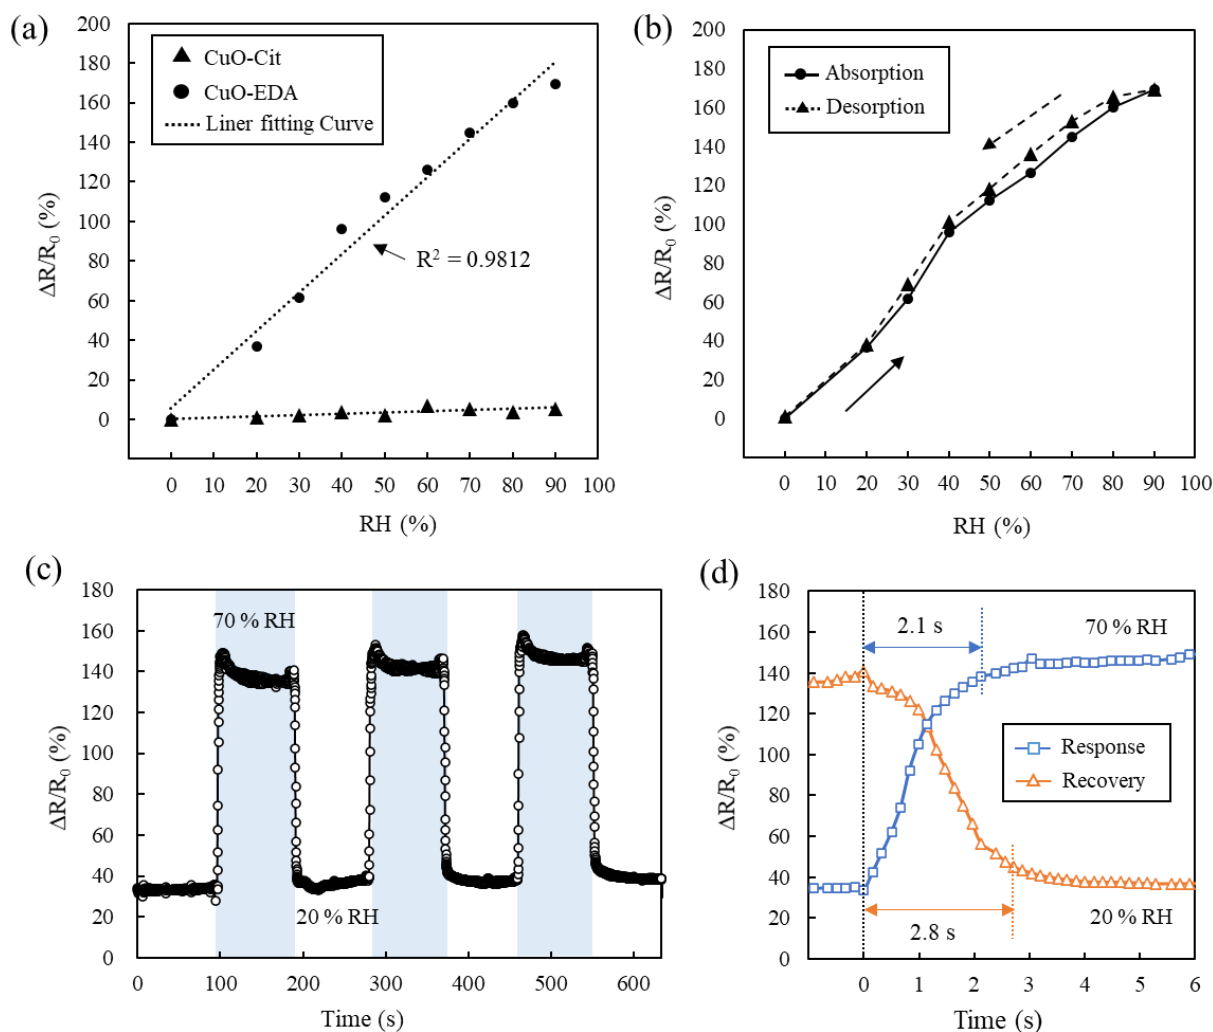 (a)
200
180
160
140
120
100
80
60
40
20
0
-20
ΔR/R₀ (%)
CuO-Cit
CuO-EDA
Liner fitting Curve
R² = 0.9812
0 10 20 30 40 50 60 70 80 90 100
RH (%)
(b)
200
180
160
140
120
100
80
60
40
20
0
-20
ΔR/R₀ (%)
Absorption
Desorption
0 10 20 30 40 50 60 70 80 90 100
RH (%)
(c)
180
160
140
120
100
80
60
40
20
0
ΔR/R₀ (%)
70 % RH
20 % RH
0 100 200 300 400 500 600
Time (s)
(d)
180
160
140
120
100
80
60
40
20
0
ΔR/R₀ (%)
2.1 s
70 % RH
Response
Recovery
2.8 s
20 % RH
0 1 2 3 4 5 6
Time (s)